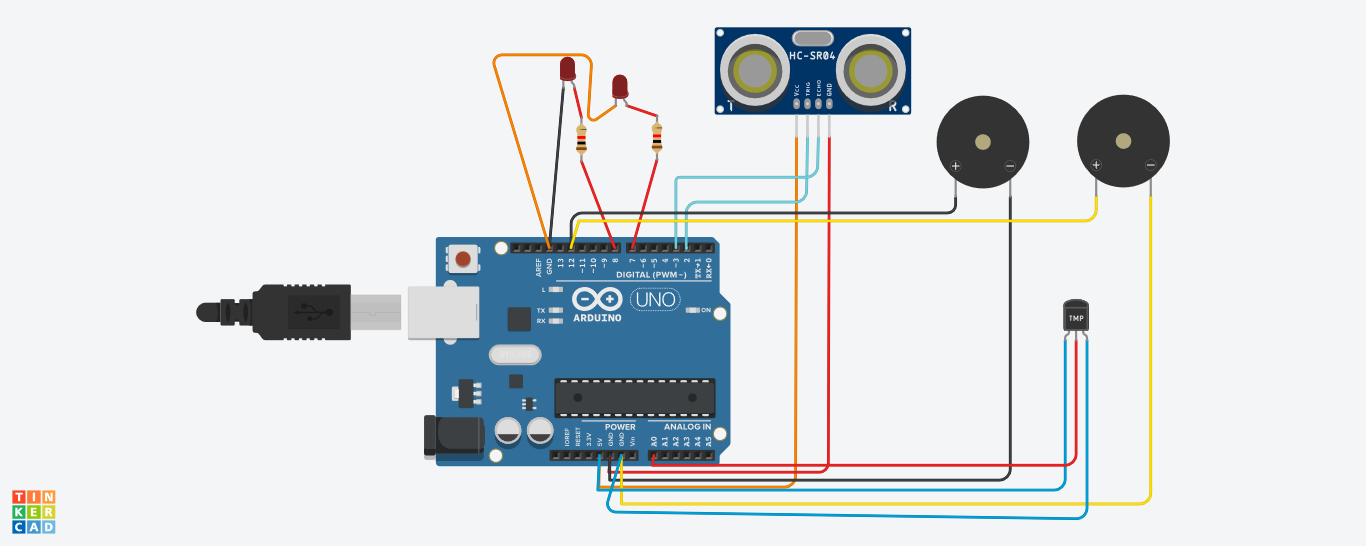 HC-SR04
VCC
TRIG
ECHO
GND
T
R
+
−
+
−
AREF
GND
13
12
~11
~10
~9
8
7
~6
~5
4
~3
2
TX→1
RX←0
DIGITAL (PWM~)
L
TX
RX
ARDUINO
UNO
ON
TMP
POWER
ANALOG IN
IOREF
RESET
3.3V
5V
GND
GND
Vin
A0
A1
A2
A3
A4
A5
TIN
KER
CAD